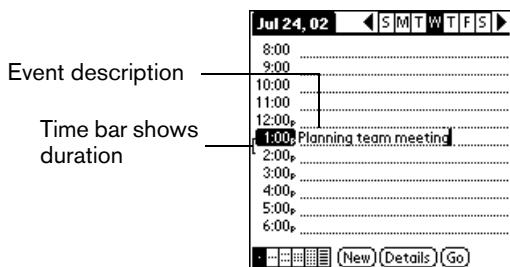 Jul 24, 02 S M T W T F S
8:00
9:00
Event description
10:00
11:00
12:00P
Time bar shows
duration
1:00P Planning team meeting
2:00P
3:00P
4:00P
5:00P
6:00P
New Details Go